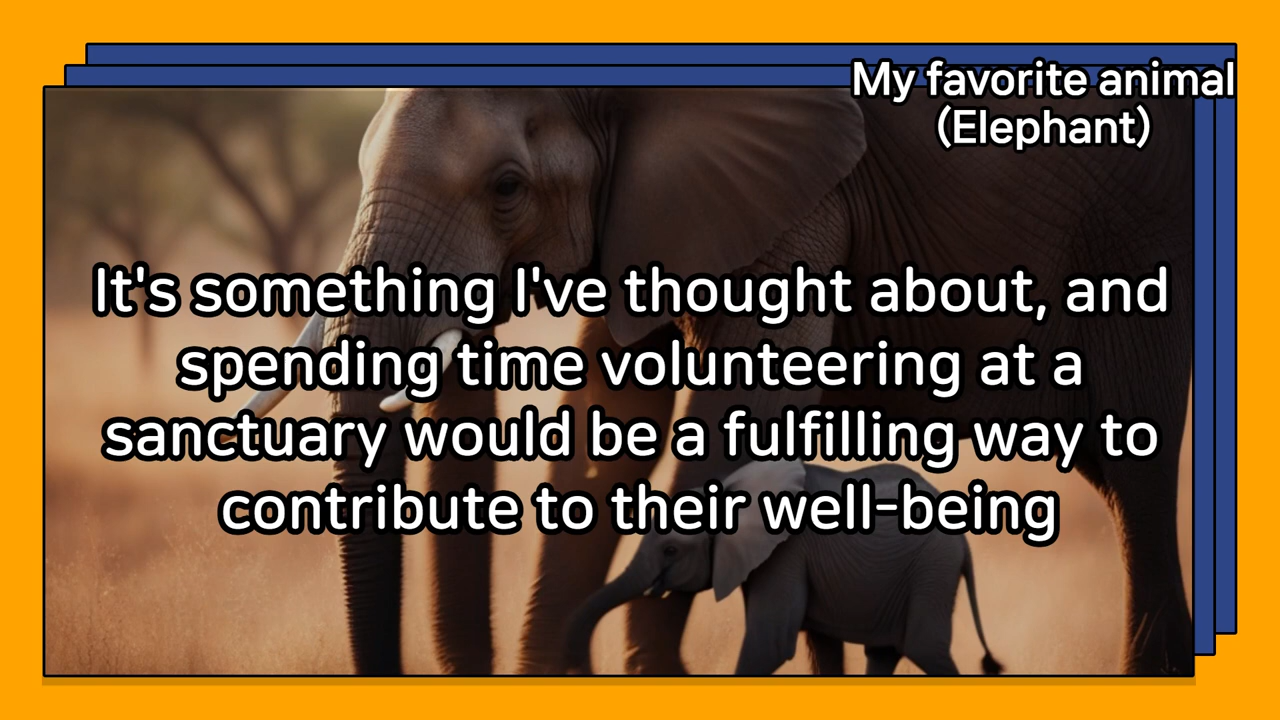 My favorite animal
(Elephant)
It's something I've thought about, and
spending time volunteering at a
sanctuary would be a fulfilling way to
contribute to their well-being